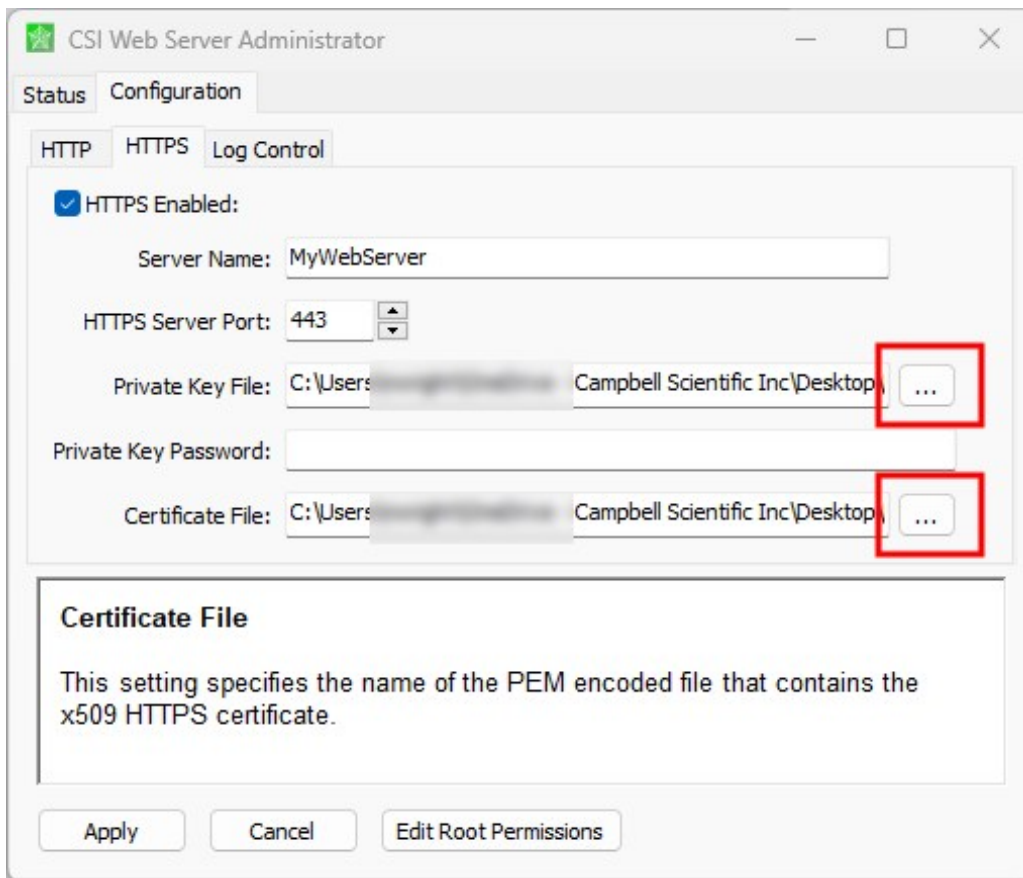 CSI Web Server Administrator
Status Configuration
HTTP HTTPS Log Control
HTTPS Enabled:
Server Name: MyWebServer
HTTPS Server Port: 443
Private Key File: C:\Users Campbell Scientific Inc\Desktop\ ...
Private Key Password:
Certificate File: C:\Users Campbell Scientific Inc\Desktop\ ...
Certificate File
This setting specifies the name of the PEM encoded file that contains the
x509 HTTPS certificate.
Apply Cancel Edit Root Permissions